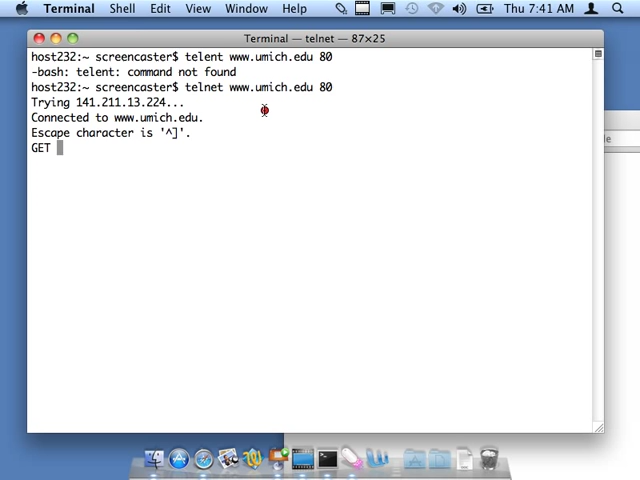 Terminal Shell Edit View Window Help Thu 7:41 AM
Terminal — telnet — 87×25
host232:~ screencaster$ telent www.umich.edu 80
-bash: telent: command not found
host232:~ screencaster$ telnet www.umich.edu 80
Trying 141.211.13.224...
Connected to www.umich.edu.
Escape character is '^]'.
GET